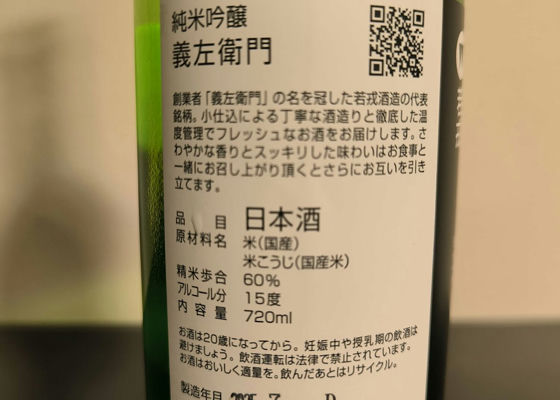 純米吟醸
義左衛門
創業者「義左衛門」の名を冠した若戎酒造の代表
銘柄。小仕込による丁寧な酒造りと徹底した温
度管理でフレッシュなお酒をお届けします。さ
わやかな香りとスッキリした味わいはお食事と
一緒にお召し上がり頂くとさらにお互いを引き
立てます。
品目 日本酒
原材料名 米(国産)
米こうじ(国産米)
精米歩合 60%
アルコール分 15度
内容量 720ml
お酒は20歳になってから。妊娠中や授乳期の飲酒は
避けましょう。飲酒運転は法律で禁止されています。
お酒はおいしく適量を。飲んだあとはリサイクル。
製造年月